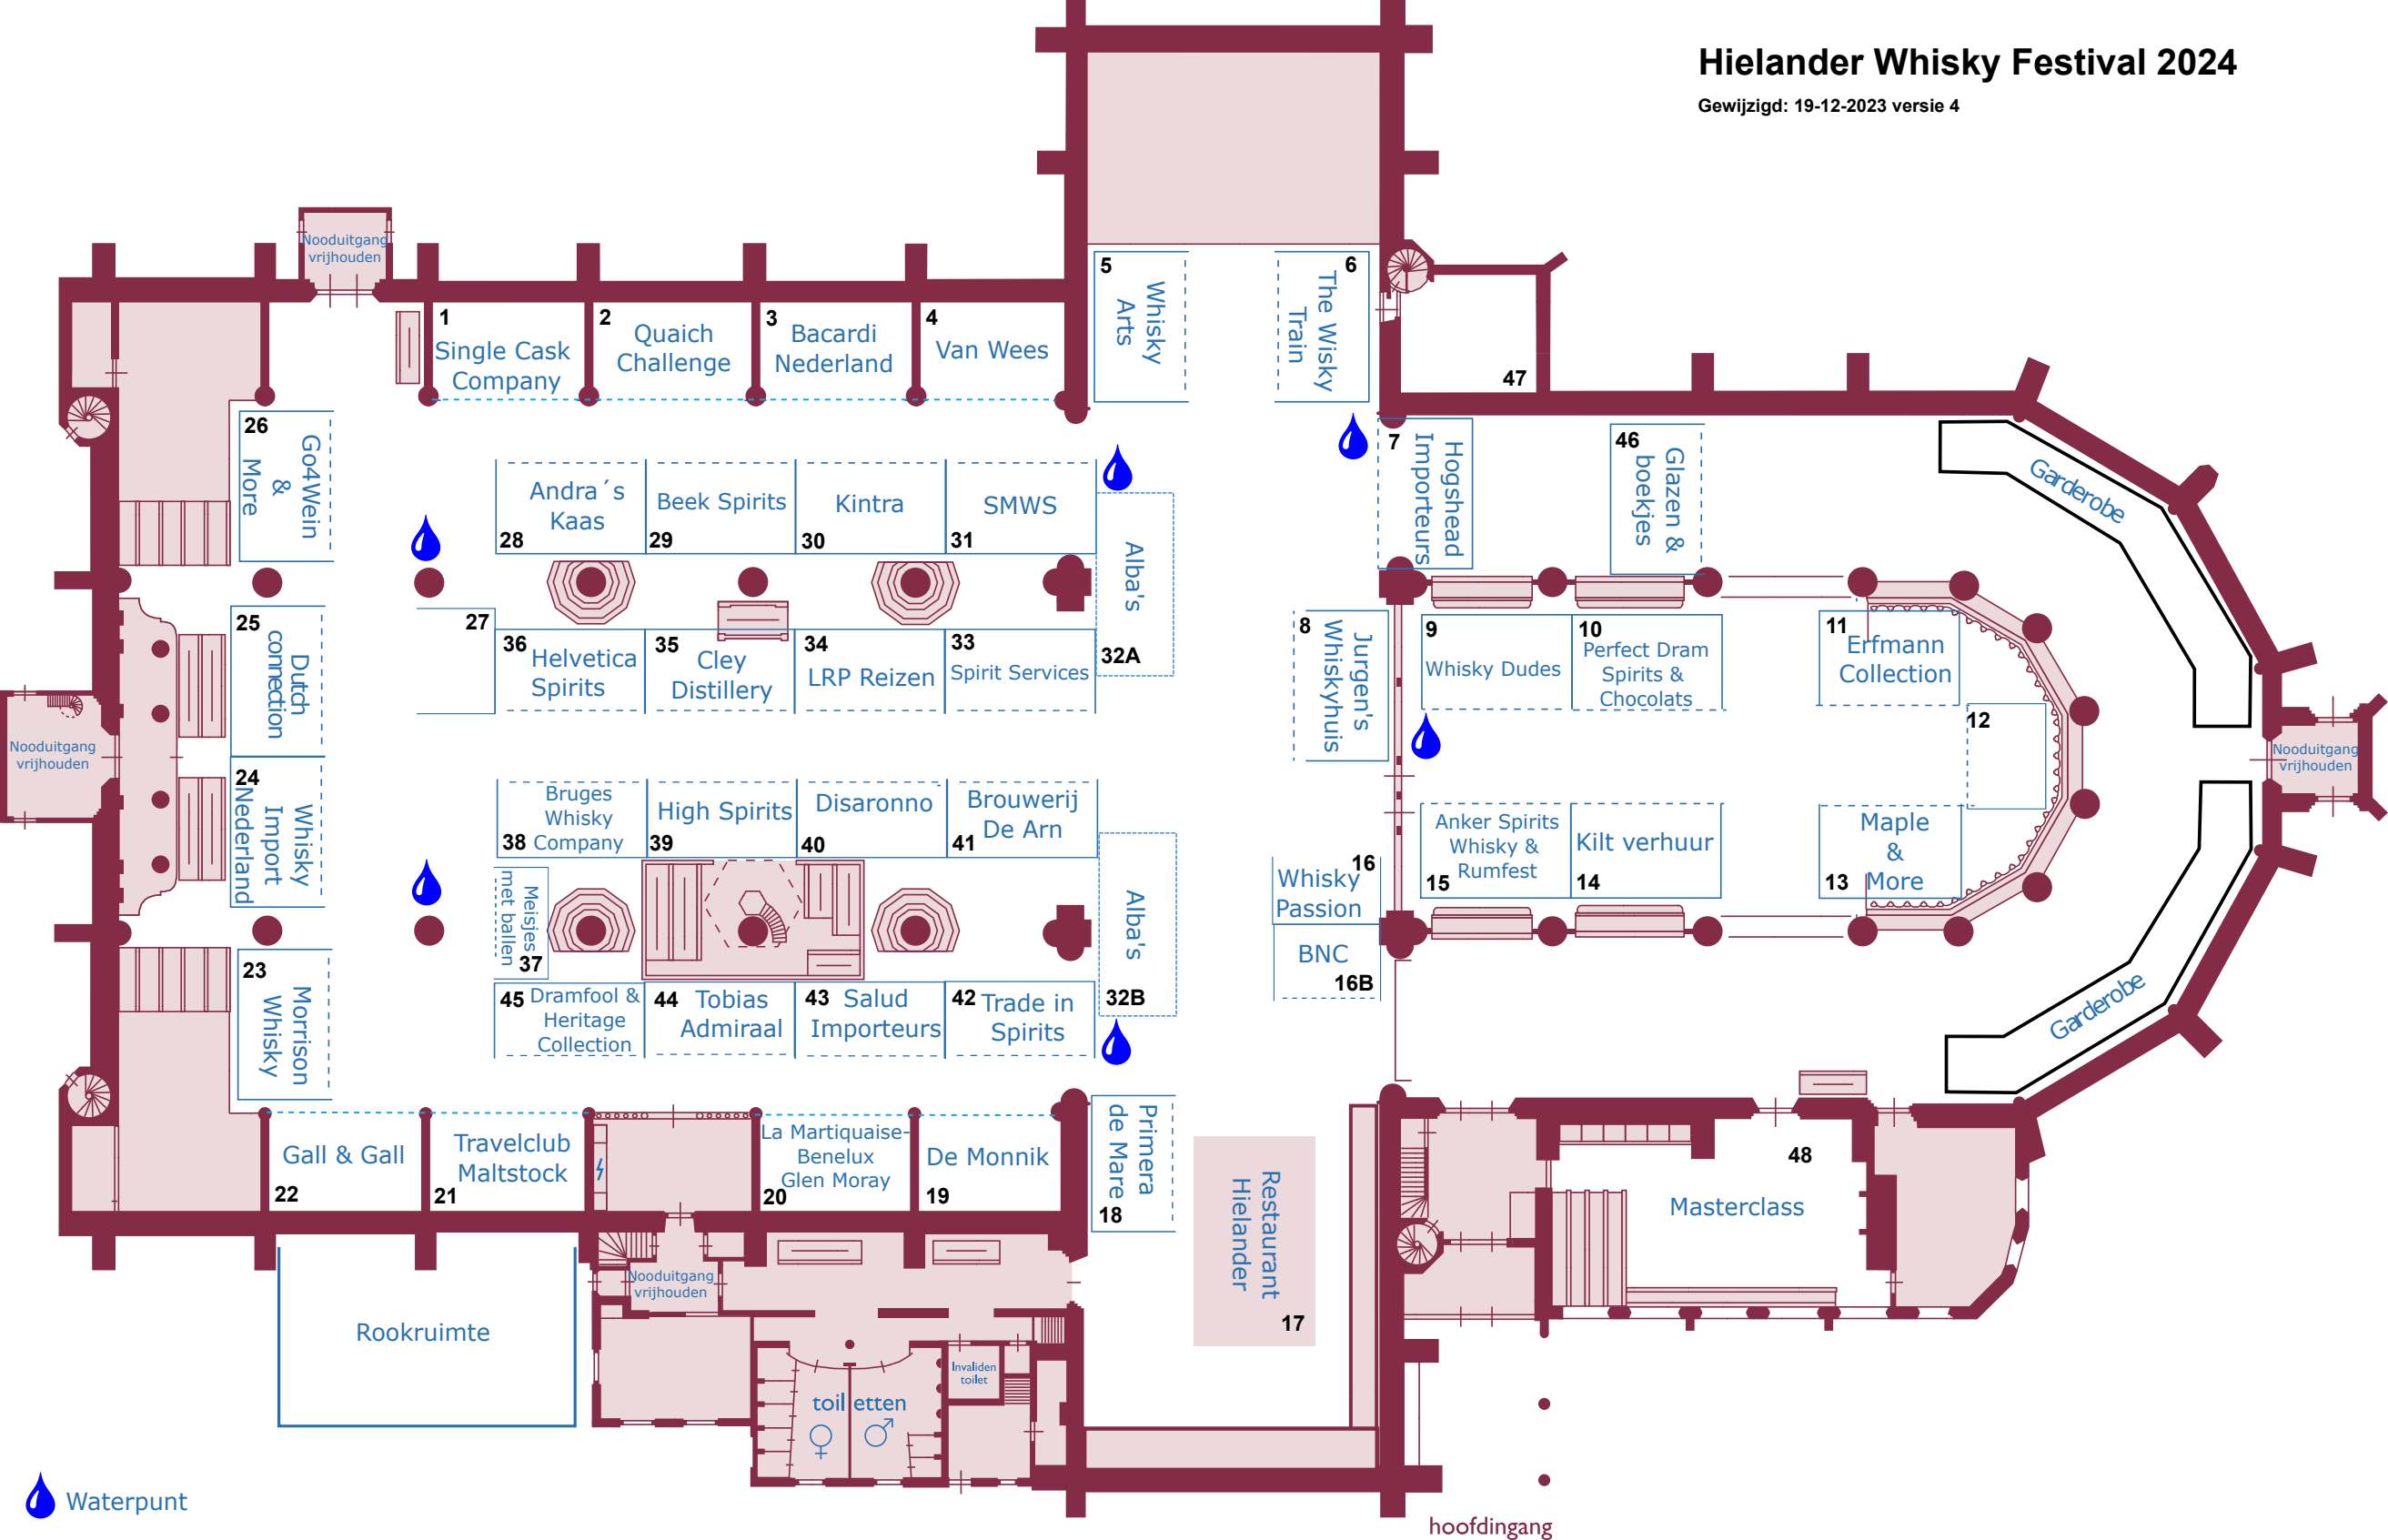 Hielander Whisky Festival 2024
Gewijzigd: 19-12-2023 versie 4
Nooduitgang
vrijhouden
1
Single Cask
Company
2
Quaich
Challenge
3
Bacardi
Nederland
4
Van Wees
5
Whisky
Arts
6
The Wisky
Train
47
26
Go4Wein
&
More
7
Hogshead
Importeurs
46
Glazen &
boekjes
Garderobe
Andra´s
Kaas
28
Beek Spirits
29
Kintra
30
SMWS
31
Alba's
32A
27
25
Dutch
connection
36
Helvetica
Spirits
35
Cley
Distillery
34
LRP Reizen
33
Spirit Services
8
Jurgen's
Whiskyhuis
9
Whisky Dudes
10
Perfect Dram
Spirits &
Chocolats
11
Erfmann
Collection
12
Nooduitgang
vrijhouden
Nooduitgang
vrijhouden
24
Whisky
Import
Nederland
Bruges
Whisky
Company
38
High Spirits
39
Disaronno
40
Brouwerij
De Arn
41
Alba's
32B
16
Whisky
Passion
BNC
16B
Anker Spirits
Whisky &
Rumfest
15
Kilt verhuur
14
Maple
&
More
13
Meisjes
met ballen
37
23
Morrison
Whisky
45
Dramfool &
Heritage
Collection
44
Tobias
Admiraal
43
Salud
Importeurs
42
Trade in
Spirits
Garderobe
Gall & Gall
22
Travelclub
Maltstock
21
La Martiquaise-
Benelux
Glen Moray
20
De Monnik
19
Primera
de Mare
18
Restaurant
Hielander
17
48
Masterclass
Nooduitgang
vrijhouden
Rookruimte
Invaliden
toilet
toiletten
Waterpunt
hoofdingang